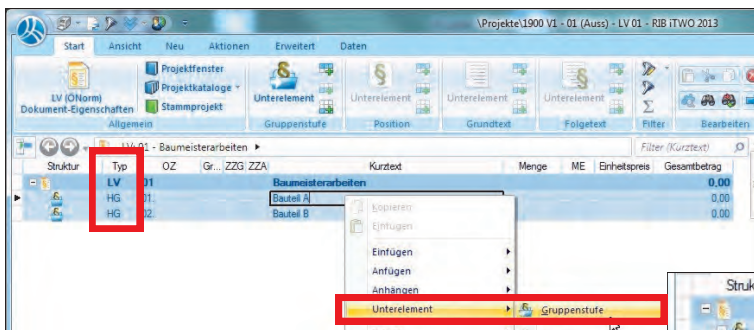 \Projekte\1900 V1 - 01 (Auss) - LV 01 - RIB iTWO 2013
Start Ansicht Neu Aktionen Erweitert Daten
LV (ÖNorm)
Dokument-Eigenschaften
Projektfenster
Projektkataloge
Stammprojekt
Unterelement
Unterelement
Unterelement
Unterelement
Allgemein Gruppenstufe Position Grundtext Folgetext Filter Bearbeiten
01 - Baumeisterarbeiten
Filter (Kurztext)
Struktur Typ OZ Gr... ZZG ZZA Kurztext Menge ME Einheitspreis Gesamtbetrag
LV 01 Baumeisterarbeiten 0,00
HG 01. Bauteil A 0,00
HG 02. Bauteil B 0,00
Kopieren
Einfügen
Einfügen
Anfügen
Anhängen
Unterelement
Gruppenstufe
Struk